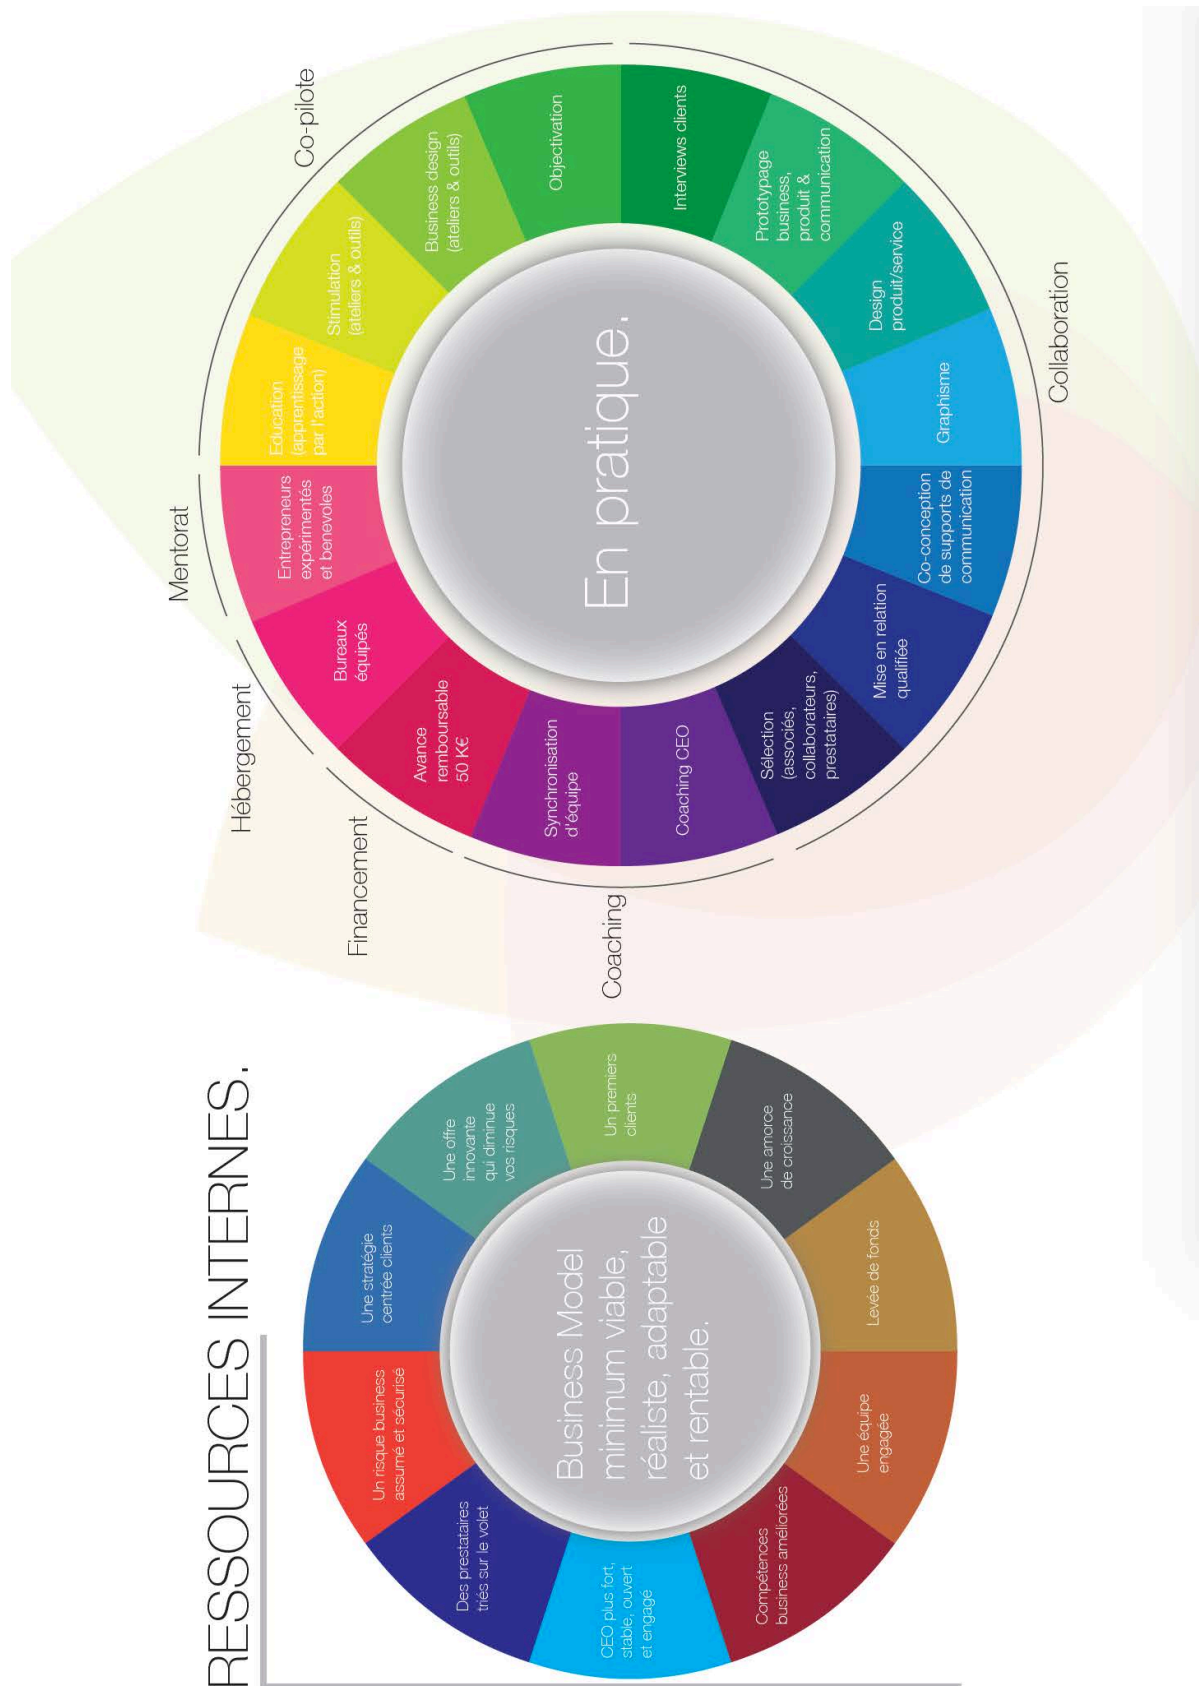 RESSOURCES INTERNES.
Business Model
minimum viable,
réaliste, adaptable
et rentable.
Un risque business
assumé et sécurisé
Une stratégie
centrée clients
Une offre
innovante
qui diminue
vos risques
Un premiers
clients
Une amorce
de croissance
Levée de fonds
Une équipe
engagée
Compétences
business améliorées
CEO plus fort,
stable, ouvert
et engagé
Des prestataires
triés sur le volet
En pratique.
Mentorat
Entrepreneurs
expérimentés
et benevoles
Co-pilote
Education
(apprentissage
par l'action)
Stimulation
(ateliers & outils)
Business design
(ateliers & outils)
Objectivation
Collaboration
Interviews clients
Prototypage
business,
produit &
communication
Design
produit/service
Graphisme
Co-conception
de supports de
communication
Mise en relation
qualifiée
Sélection
(associés,
collaborateurs,
prestataires)
Coaching
Coaching CEO
Synchronisation
d'équipe
Financement
Avance
remboursable
50 K€
Hébergement
Bureaux
équipés